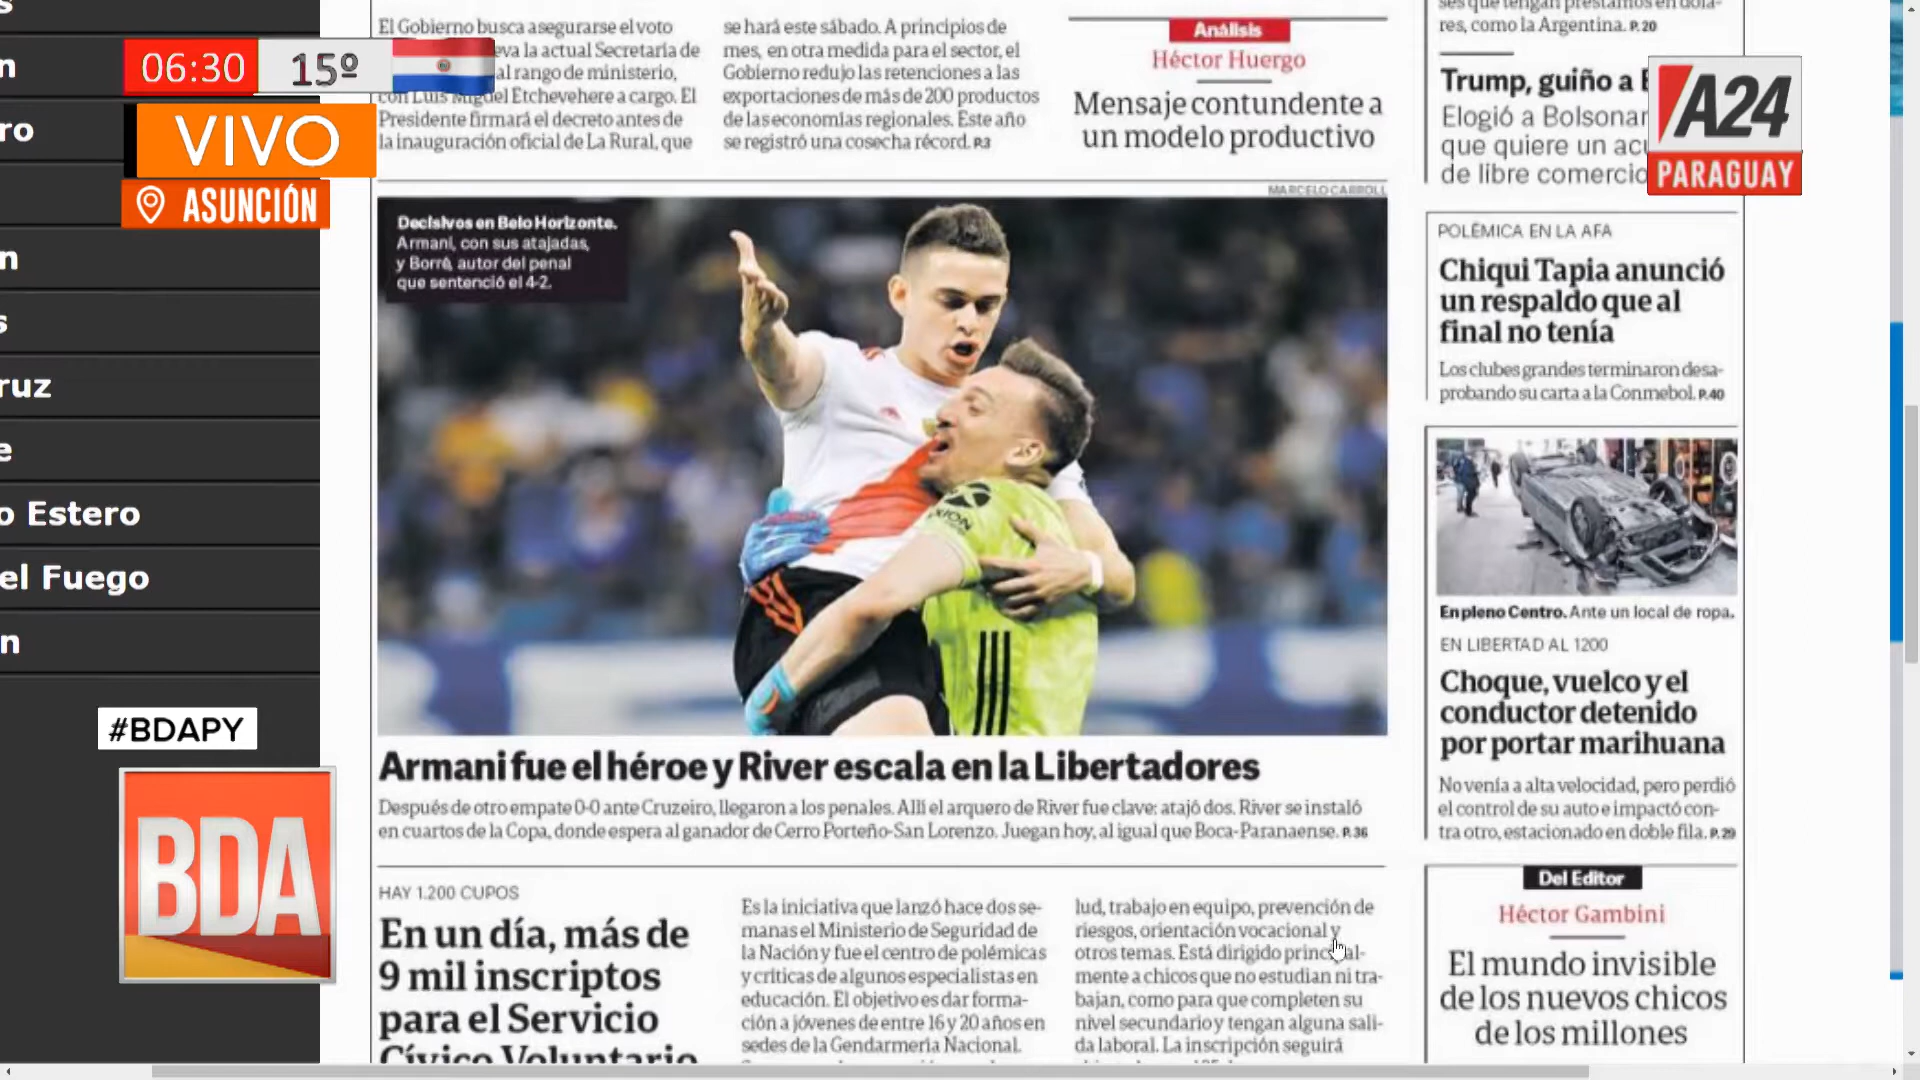 06:30
15º
VIVO
ASUNCIÓN
A24
PARAGUAY
n
ro
n
s
ruz
e
o Estero
el Fuego
n
#BDAPY
BDA
El Gobierno busca asegurarse el voto
eva la actual Secretaría de
al rango de ministerio,
con Luis Miguel Etchevehere a cargo. El
Presidente firmará el decreto antes de
la inauguración oficial de La Rural, que
se hará este sábado. A principios de
mes, en otra medida para el sector, el
Gobierno redujo las retenciones a las
exportaciones de más de 200 productos
de las economías regionales. Este año
se registró una cosecha récord. P.3
Análisis
Héctor Huergo
Mensaje contundente a
un modelo productivo
ses que tengan préstamos en dóla-
res, como la Argentina. P.20
Trump, guiño a B
Elogió a Bolsonar
que quiere un acu
de libre comercio
MARCELO CARROLL
Decisivos en Belo Horizonte.
Armani, con sus atajadas,
y Borré, autor del penal
que sentenció el 4-2.
Armani fue el héroe y River escala en la Libertadores
Después de otro empate 0-0 ante Cruzeiro, llegaron a los penales. Allí el arquero de River fue clave: atajó dos. River se instaló
en cuartos de la Copa, donde espera al ganador de Cerro Porteño-San Lorenzo. Juegan hoy, al igual que Boca-Paranaense. P.36
POLÉMICA EN LA AFA
Chiqui Tapia anunció
un respaldo que al
final no tenía
Los clubes grandes terminaron desa-
probando su carta a la Conmebol. P.40
En pleno Centro. Ante un local de ropa.
EN LIBERTAD AL 1200
Choque, vuelco y el
conductor detenido
por portar marihuana
No venía a alta velocidad, pero perdió
el control de su auto e impactó con-
tra otro, estacionado en doble fila. P.29
HAY 1.200 CUPOS
En un día, más de
9 mil inscriptos
para el Servicio
Cívico Voluntario
Es la iniciativa que lanzó hace dos se-
manas el Ministerio de Seguridad de
la Nación y fue el centro de polémicas
y críticas de algunos especialistas en
educación. El objetivo es dar forma-
ción a jóvenes de entre 16 y 20 años en
sedes de la Gendarmería Nacional.
lud, trabajo en equipo, prevención de
riesgos, orientación vocacional y
otros temas. Está dirigido principal-
mente a chicos que no estudian ni tra-
bajan, como para que completen su
nivel secundario y tengan alguna sali-
da laboral. La inscripción seguirá
Del Editor
Héctor Gambini
El mundo invisible
de los nuevos chicos
de los millones